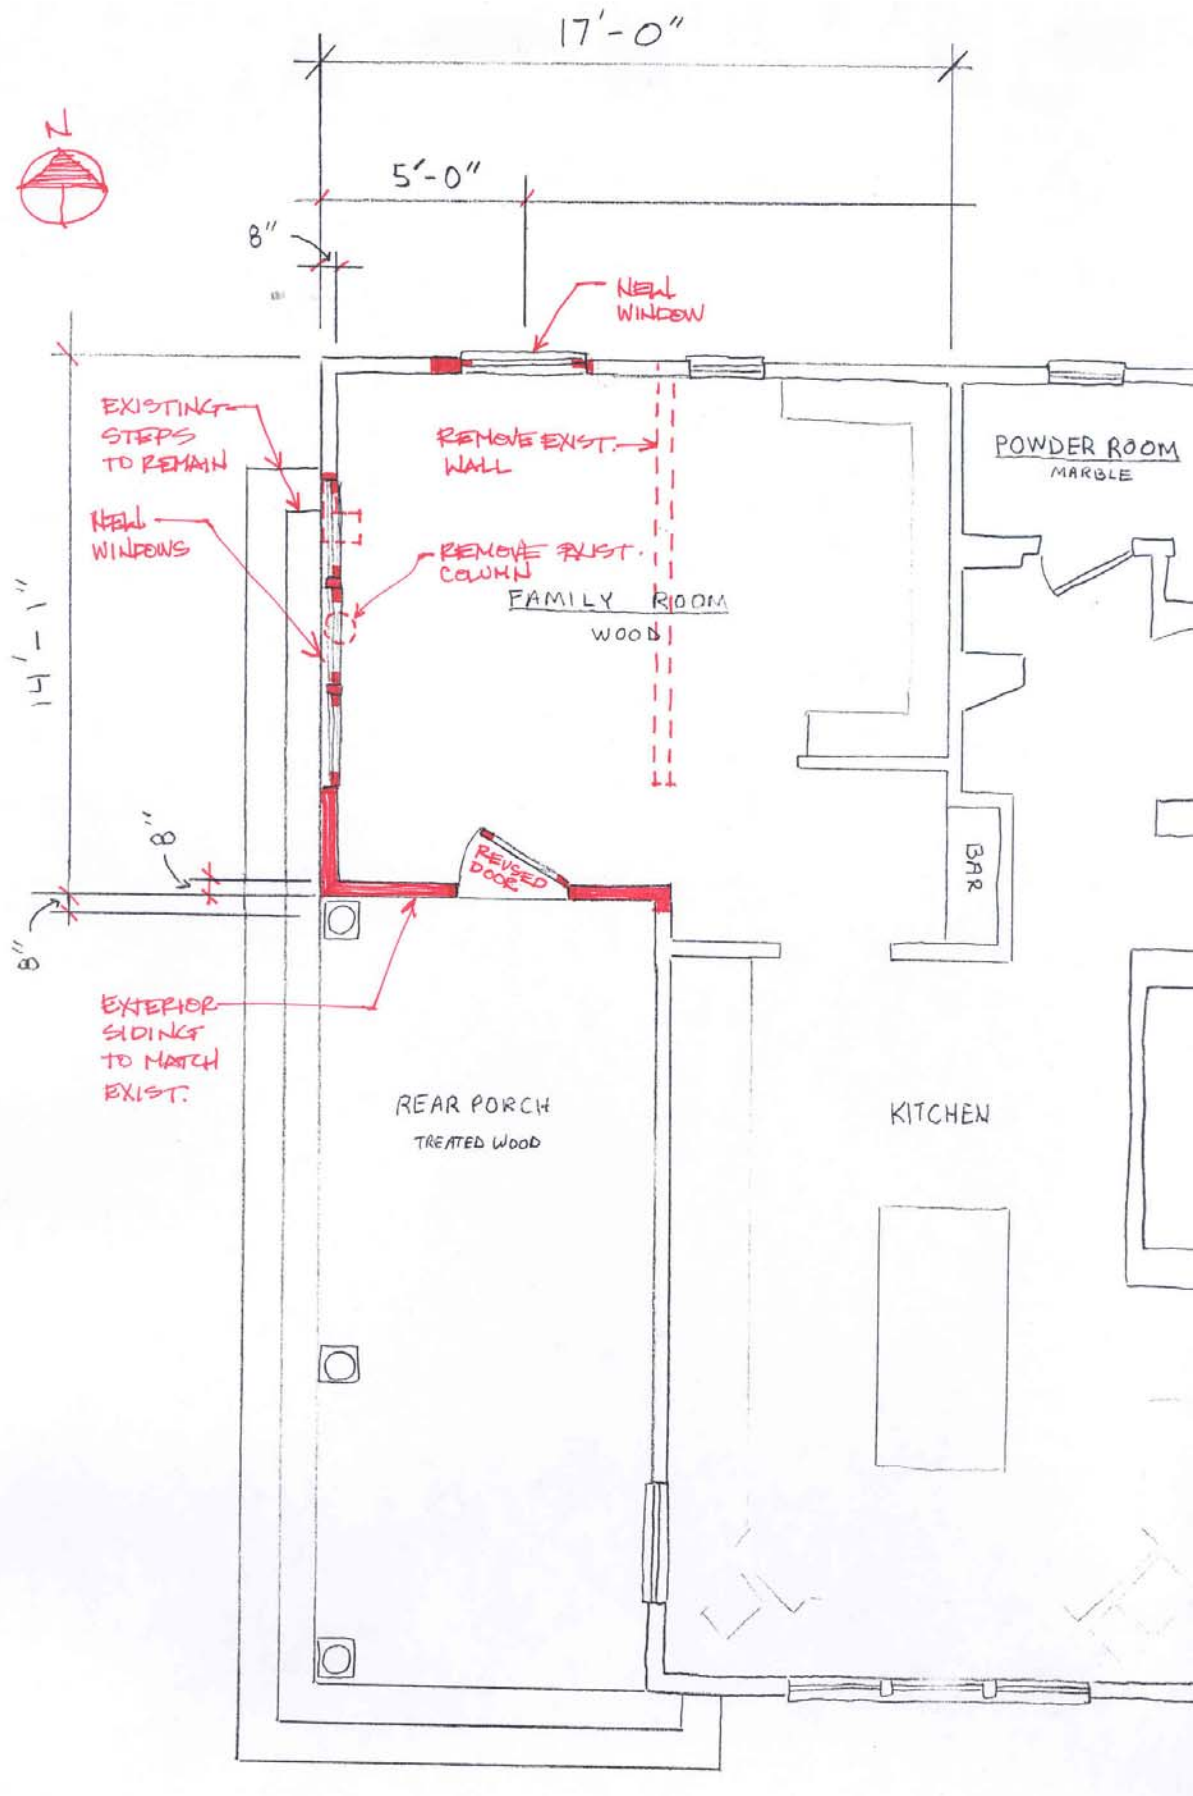 17'-0"
N
5'-0"
8"
NEW
WINDOW
EXISTING
STEPS
TO REMAIN
REMOVE EXIST.
WALL
POWDER ROOM
MARBLE
NEW
WINDOWS
REMOVE EXIST.
COLUMN
FAMILY ROOM
WOOD
14'-1"
8"
REVISED
DOOR
BAR
8"
EXTERIOR
SIDING
TO MATCH
EXIST.
REAR PORCH
TREATED WOOD
KITCHEN